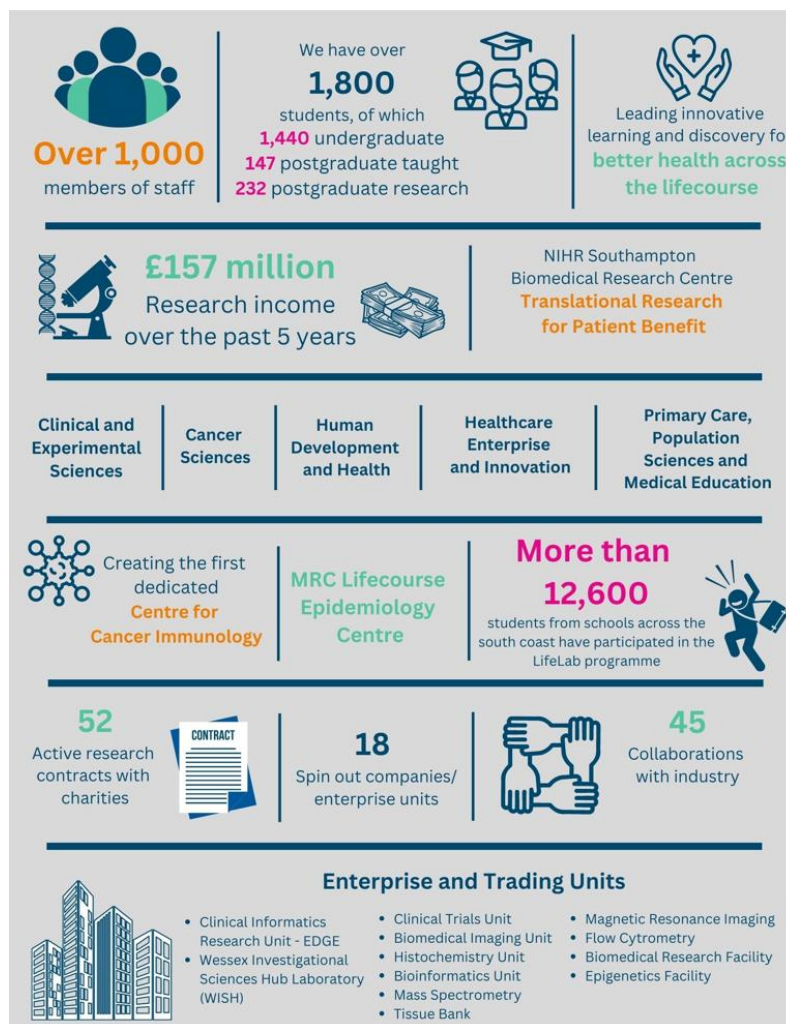 Over 1,000
members of staff
We have over
1,800
students, of which
1,440 undergraduate
147 postgraduate taught
232 postgraduate research
Leading innovative
learning and discovery fo
better health across
the lifecourse
£157 million
Research income
over the past 5 years
NIHR Southampton
Biomedical Research Centre
Translational Research
for Patient Benefit
Clinical and
Experimental
Sciences
Cancer
Sciences
Human
Development
and Health
Healthcare
Enterprise
and Innovation
Primary Care,
Population
Sciences and
Medical Education
Creating the first
dedicated
Centre for
Cancer Immunology
MRC Lifecourse
Epidemiology
Centre
More than
12,600
students from schools across the
south coast have participated in the
LifeLab programme
52
Active research
contracts with
charities
CONTRACT
18
Spin out companies/
enterprise units
45
Collaborations
with industry
Enterprise and Trading Units
• Clinical Informatics
Research Unit - EDGE
• Wessex Investigational
Sciences Hub Laboratory
(WISH)
• Clinical Trials Unit
• Biomedical Imaging Unit
• Histochemistry Unit
• Bioinformatics Unit
• Mass Spectrometry
• Tissue Bank
• Magnetic Resonance Imaging
• Flow Cytrometry
• Biomedical Research Facility
• Epigenetics Facility